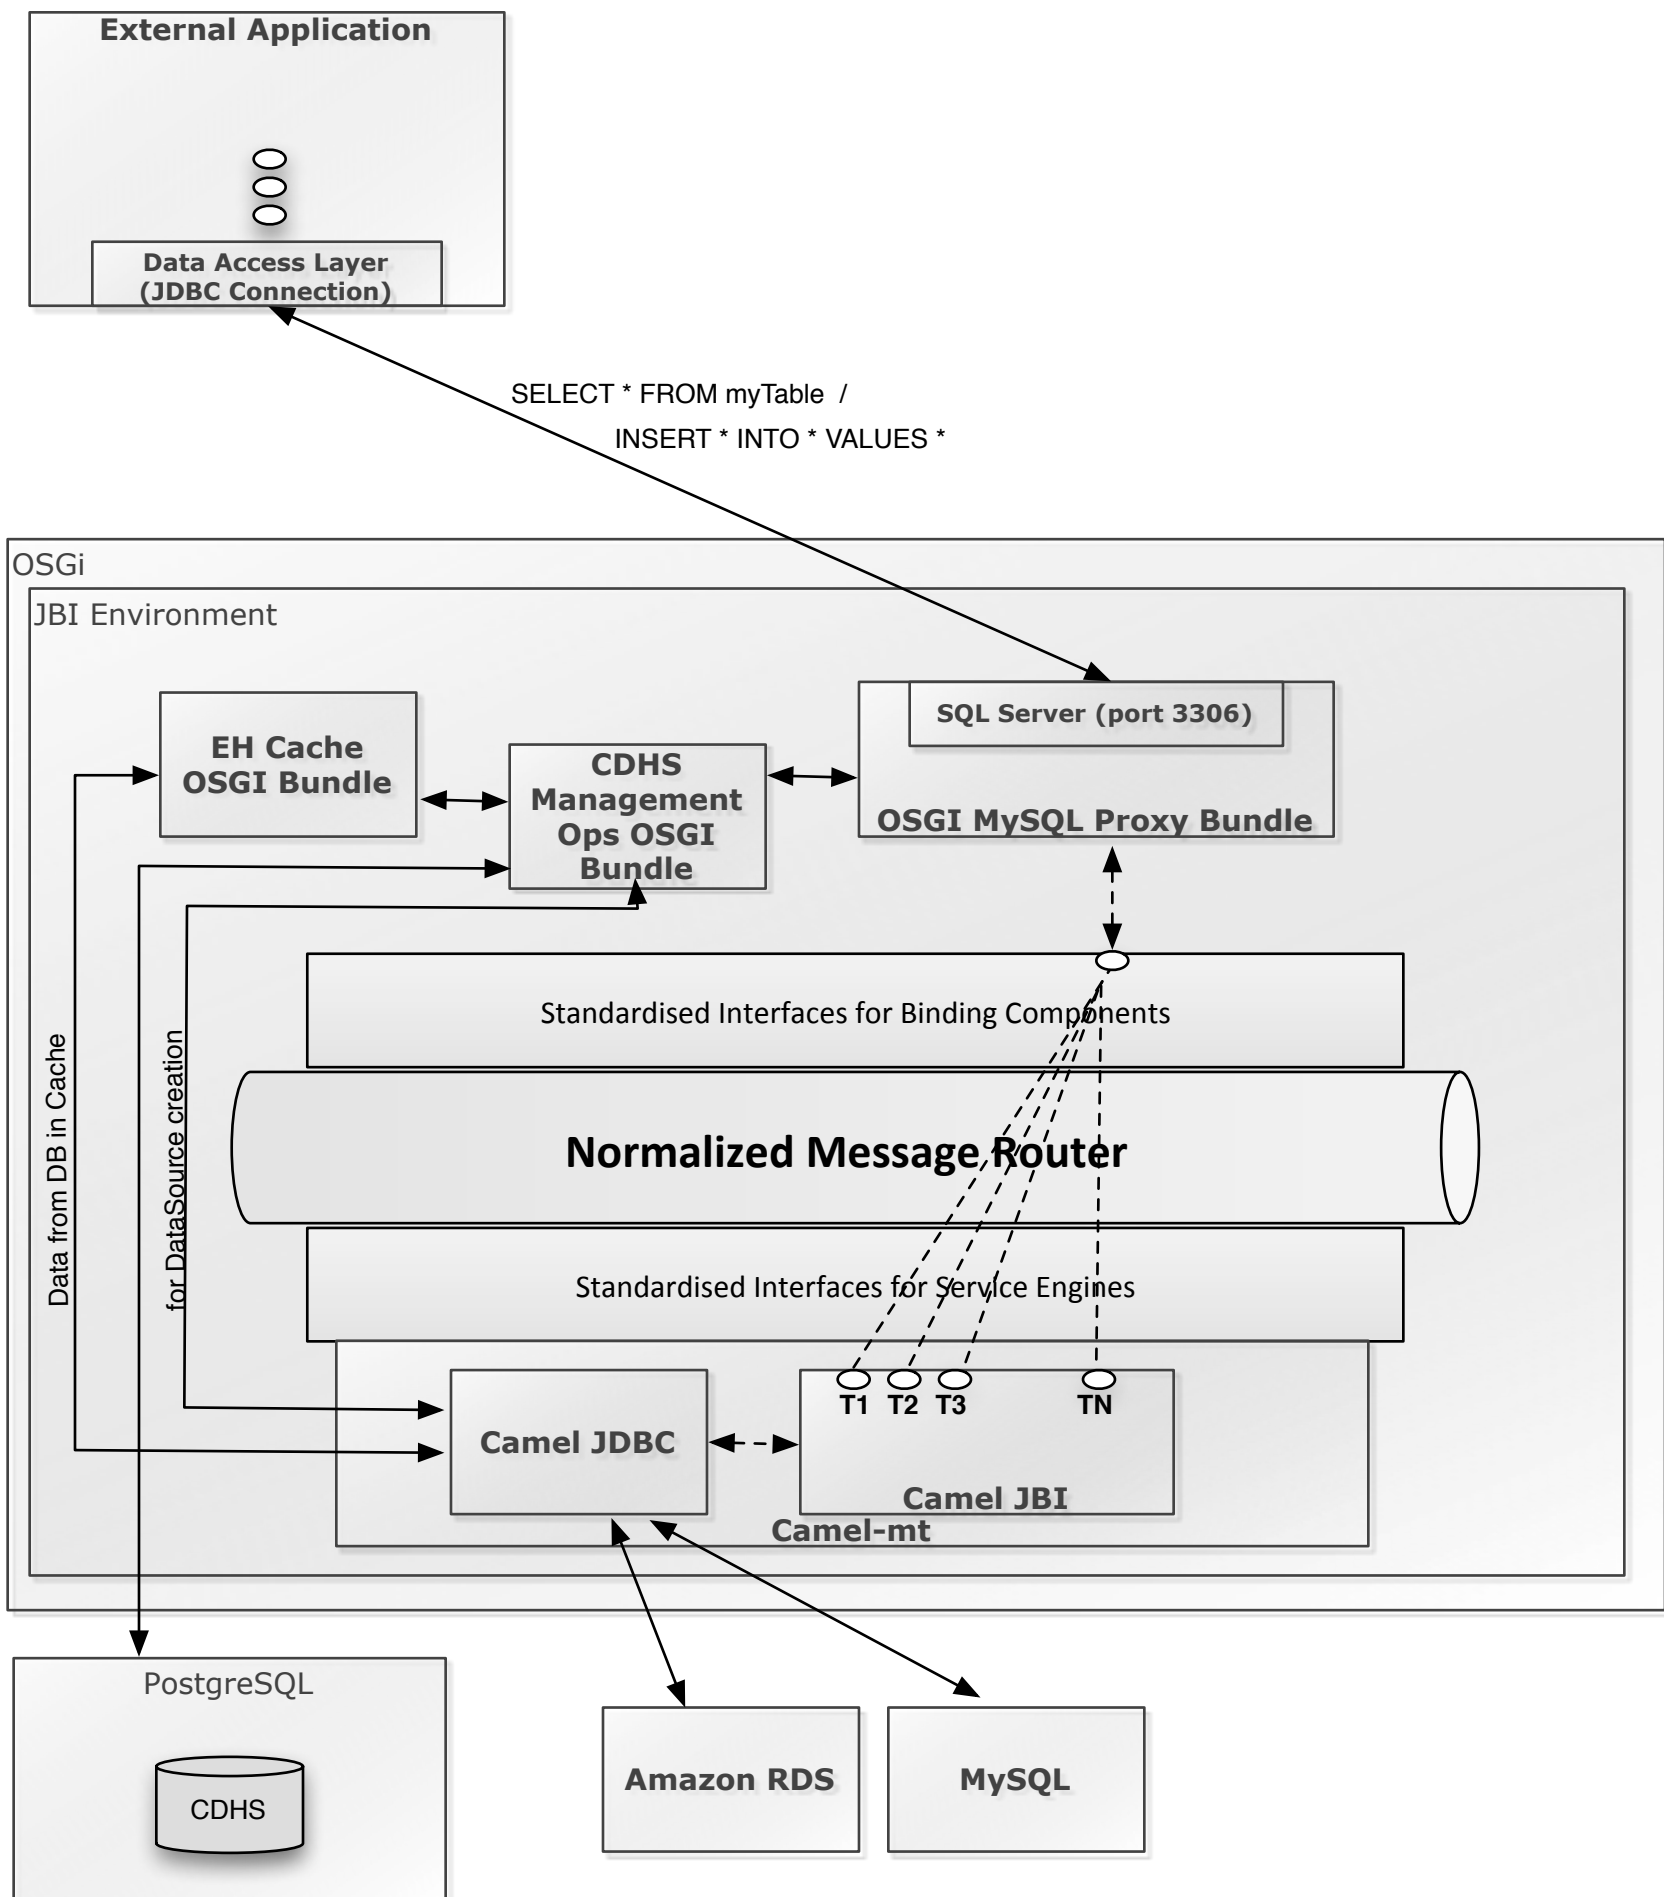 External Application
Data Access Layer
(JDBC Connection)
SELECT * FROM myTable /
INSERT * INTO * VALUES *
OSGi
JBI Environment
SQL Server (port 3306)
OSGI MySQL Proxy Bundle
EH Cache
OSGI Bundle
CDHS
Management
Ops OSGI
Bundle
Data from DB in Cache
for DataSource creation
Standardised Interfaces for Binding Components
Normalized Message Router
Standardised Interfaces for Service Engines
T1 T2 T3 TN
Camel JDBC
Camel JBI
Camel-mt
PostgreSQL
CDHS
Amazon RDS
MySQL